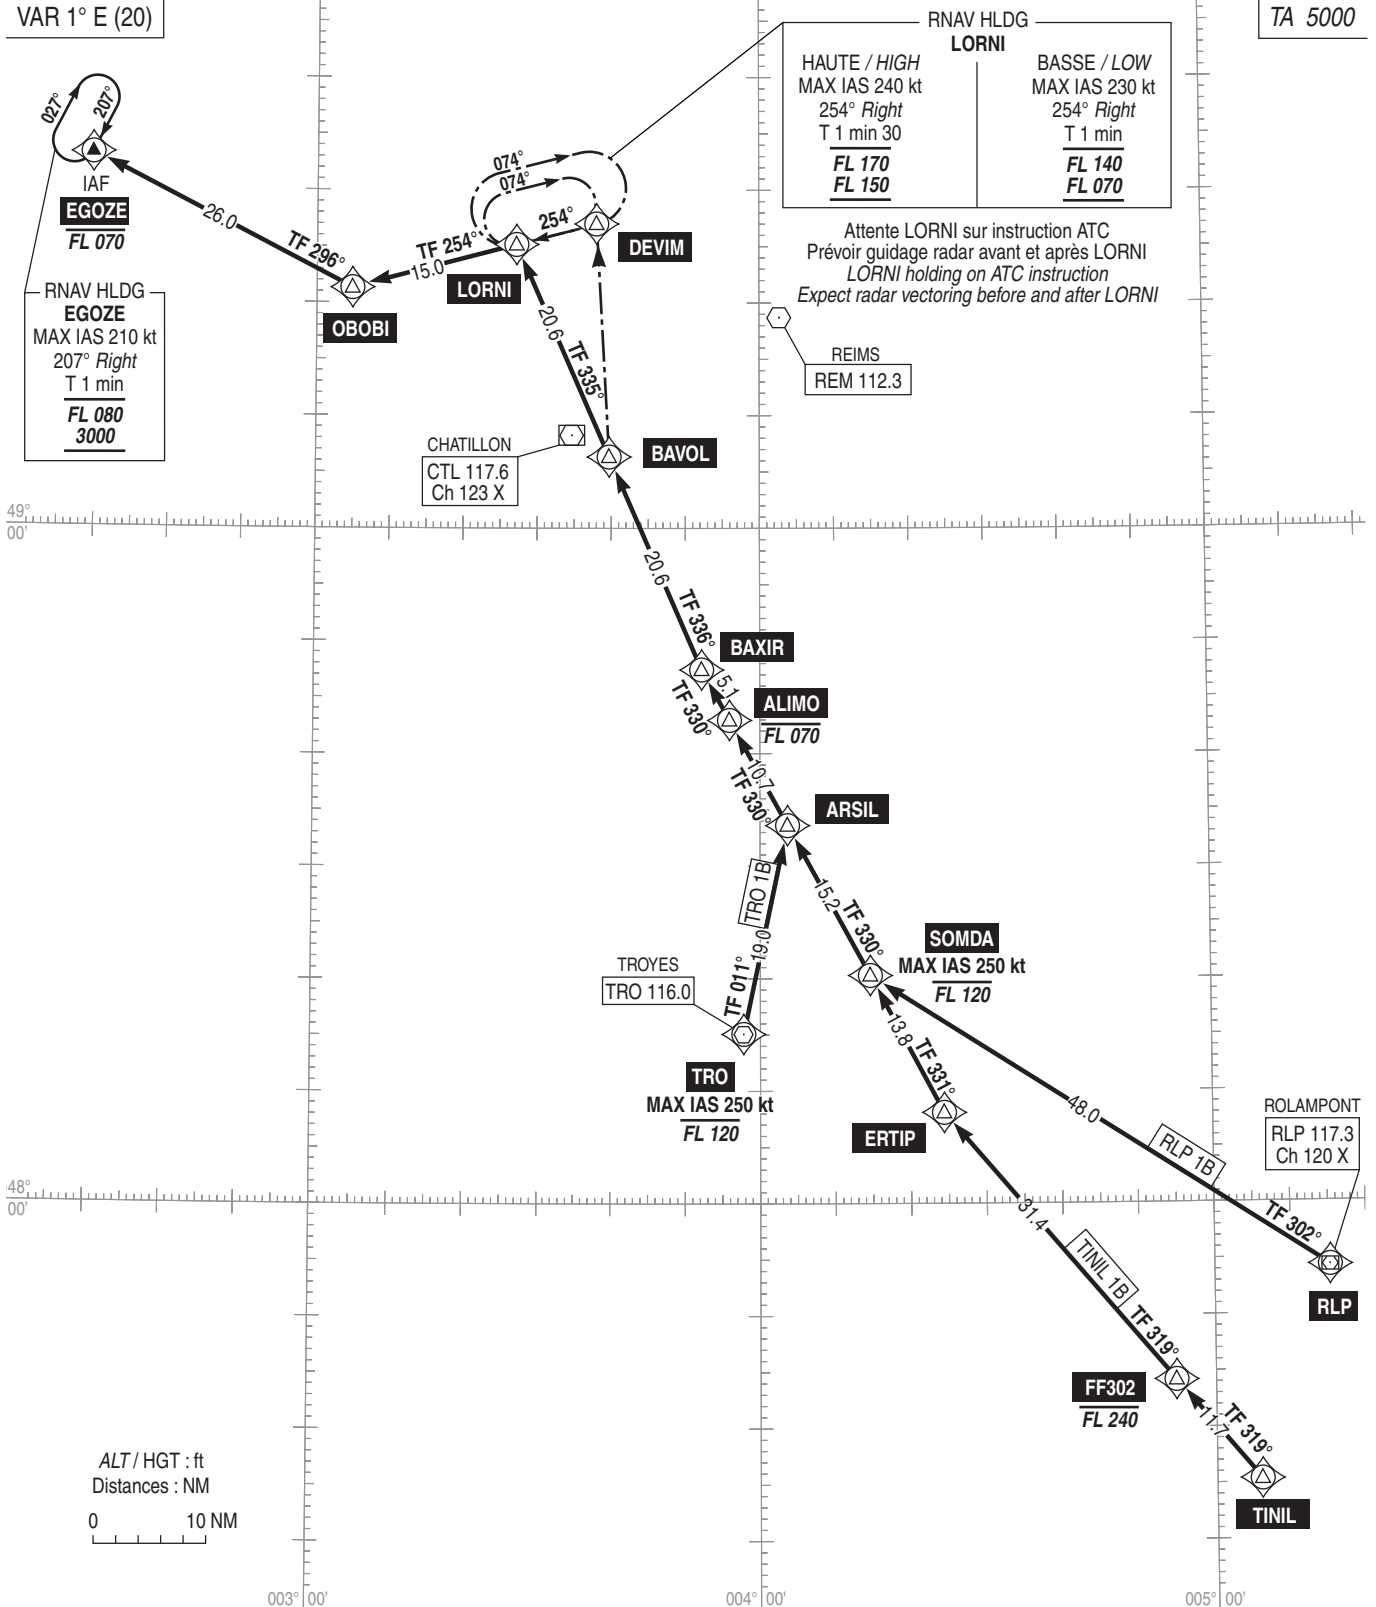 VAR 1° E (20)
TA 5000
RNAV HLDG
LORNI
HAUTE / HIGH
MAX IAS 240 kt
254° Right
T 1 min 30
FL 170
FL 150
BASSE / LOW
MAX IAS 230 kt
254° Right
T 1 min
FL 140
FL 070
Attente LORNI sur instruction ATC
Prévoir guidage radar avant et après LORNI
LORNI holding on ATC instruction
Expect radar vectoring before and after LORNI
027°
207°
IAF
EGOZE
FL 070
26.0
TF 296°
RNAV HLDG
EGOZE
MAX IAS 210 kt
207° Right
T 1 min
FL 080
3000
OBOBI
TF 254°
15.0
074°
074°
254°
LORNI
DEVIM
20.6
TF 335°
REIMS
REM 112.3
CHATILLON
CTL 117.6
Ch 123 X
BAVOL
49°
00'
20.6
TF 336°
BAXIR
5.1
TF 330°
ALIMO
FL 070
10.7
TF 330°
ARSIL
TRO 1B
19.0
TF 011°
15.2
TF 330°
SOMDA
MAX IAS 250 kt
FL 120
TROYES
TRO 116.0
TRO
MAX IAS 250 kt
FL 120
13.8
TF 331°
ERTIP
48.0
RLP 1B
TF 302°
ROLAMPONT
RLP 117.3
Ch 120 X
RLP
48°
00'
31.4
TINIL 1B
TF 319°
FF302
FL 240
11.7
TF 319°
TINIL
ALT / HGT : ft
Distances : NM
0 10 NM
003° 00'
004° 00'
005° 00'